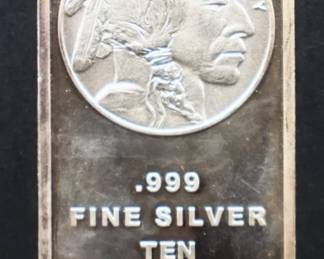 .999
FINE SILVER
TEN